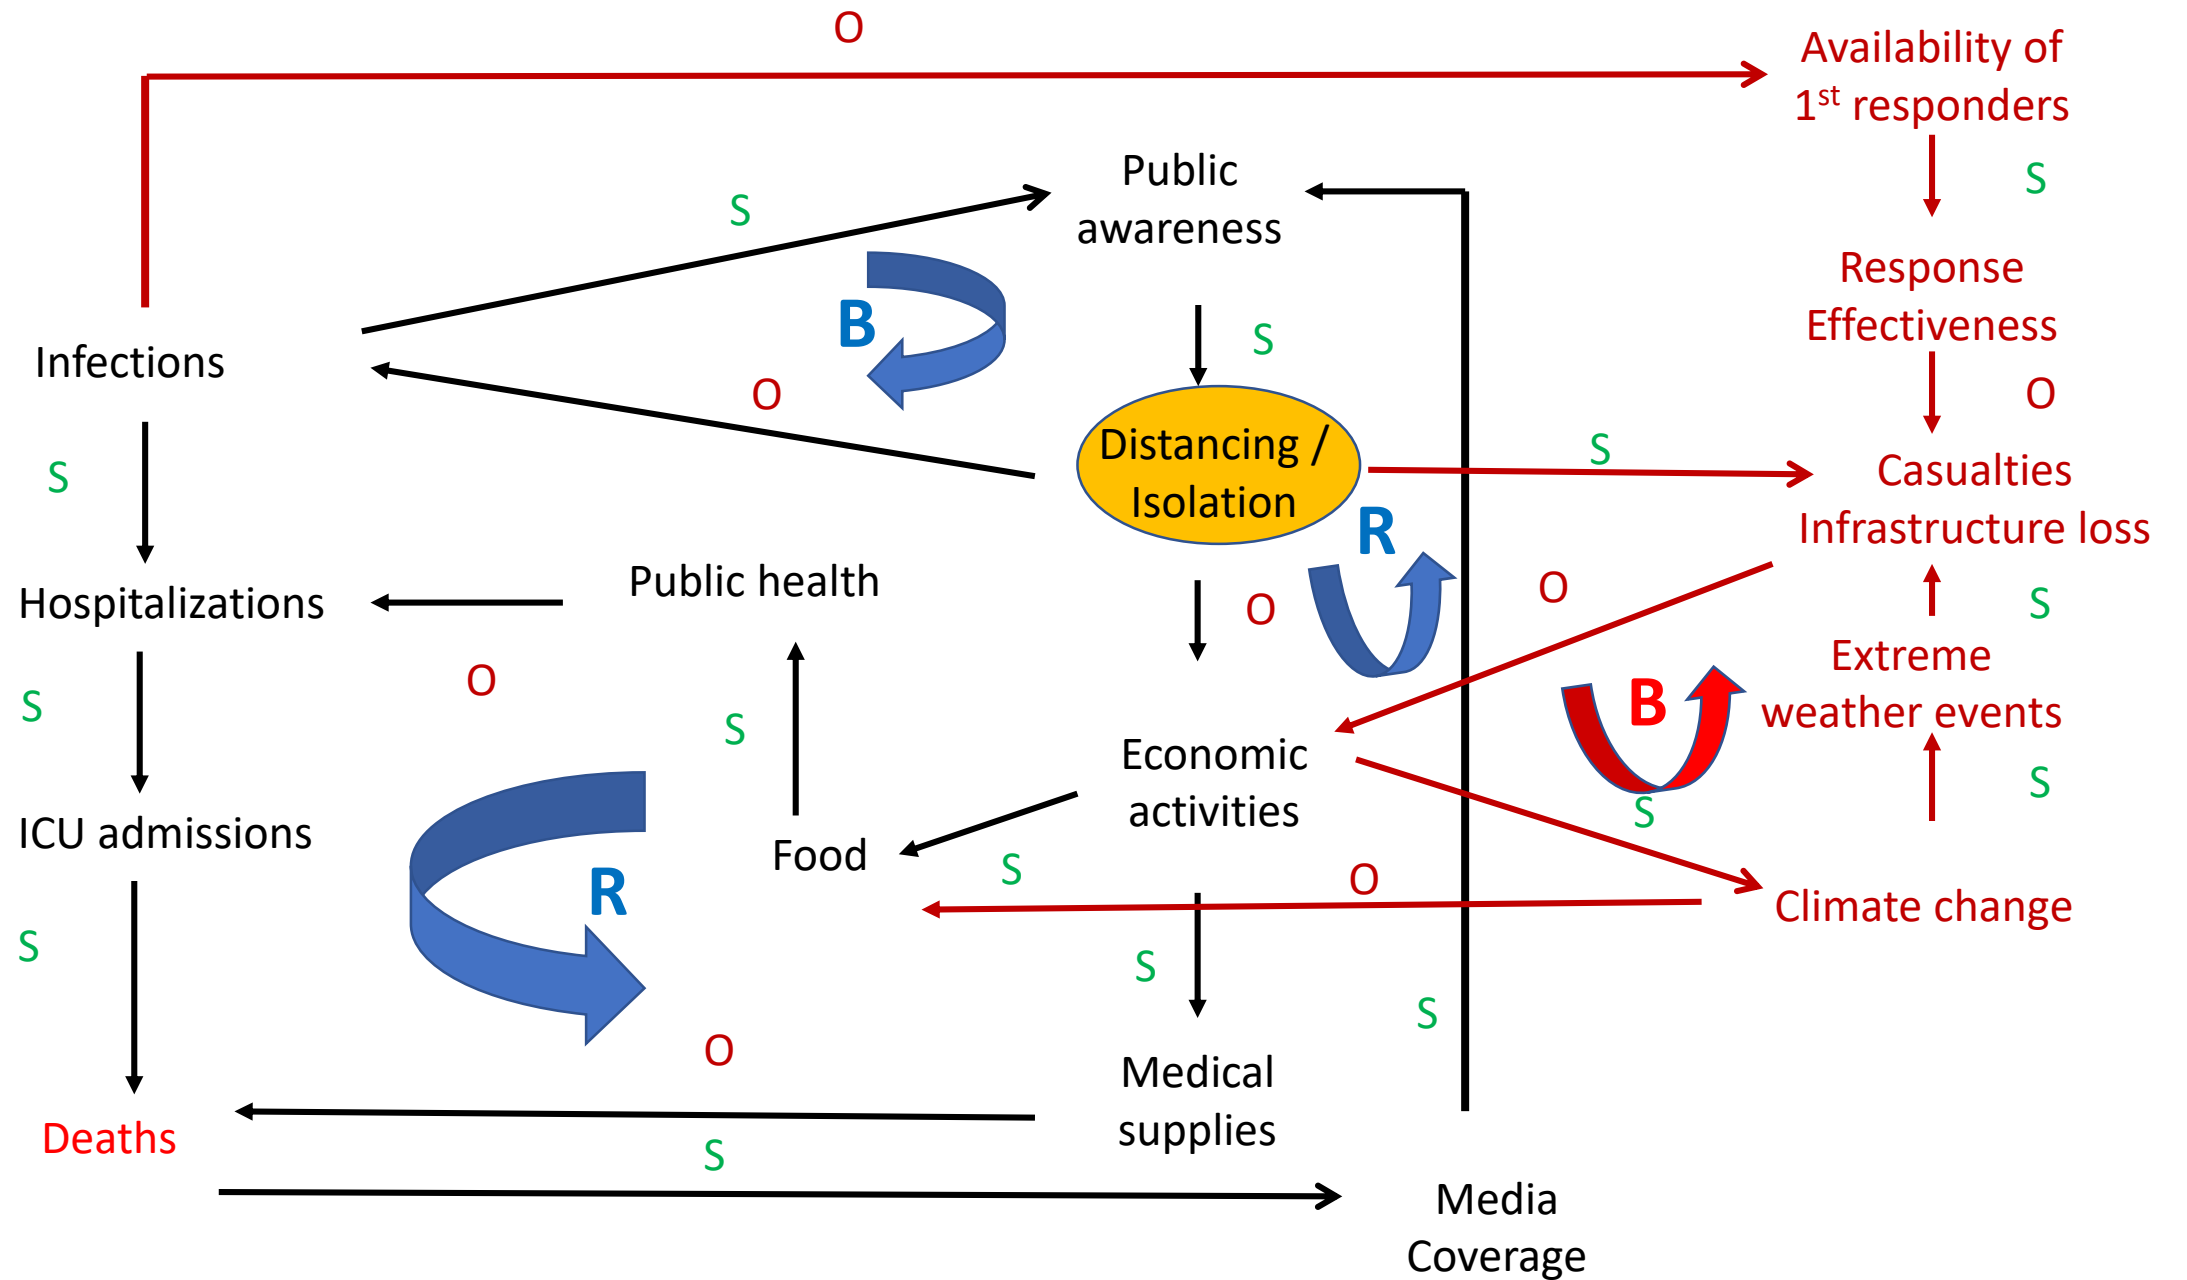 O
Availability of
1st responders
Public
awareness
S
S
Response
Effectiveness
B
S
Infections
O
O
Distancing /
Isolation
S
Casualties
Infrastructure loss
S
R
Public health
O
O
S
Hospitalizations
Extreme
weather events
O
S
S
B
Economic
activities
S
S
ICU admissions
Food
S
O
R
Climate change
S
S
S
O
Medical
supplies
Deaths
S
Media
Coverage